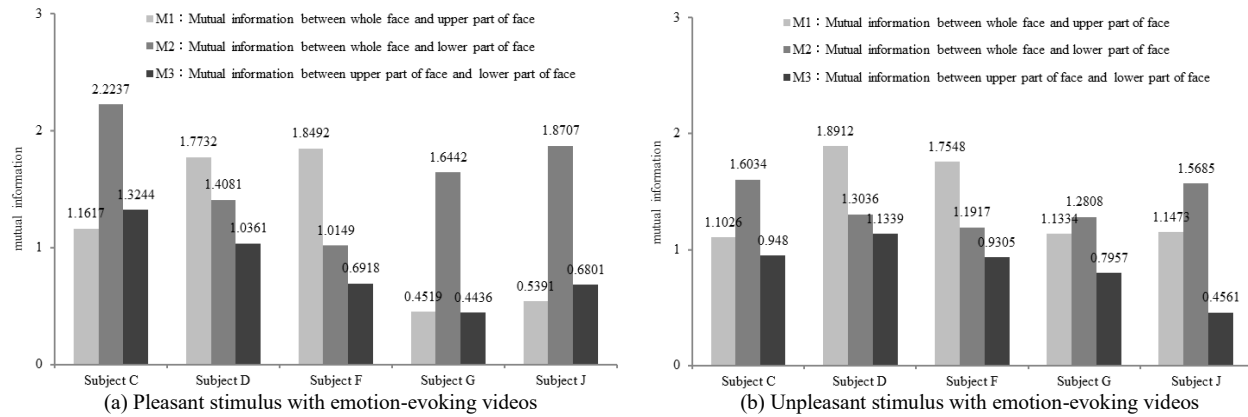 3
M1：Mutual information between whole face and upper part of face
M2：Mutual information between whole face and lower part of face
M3：Mutual information between upper part of face and lower part of face
2.2237
2
1.8492
1.8707
1.7732
1.6442
1.4081
1.3244
1.1617
1.0361
1.0149
1
0.6918
0.6801
0.5391
0.4519
0.4436
0
mutual information
Subject C
Subject D
Subject F
Subject G
Subject J
(a) Pleasant stimulus with emotion-evoking videos
3
M1：Mutual information between whole face and upper part of face
M2：Mutual information between whole face and lower part of face
M3：Mutual information between upper part of face and lower part of face
2
1.8912
1.7548
1.6034
1.5685
1.3036
1.2808
1.1917
1.1026
1.1339
1.1334
1.1473
1
0.948
0.9305
0.7957
0.4561
0
mutual information
Subject C
Subject D
Subject F
Subject G
Subject J
(b) Unpleasant stimulus with emotion-evoking videos